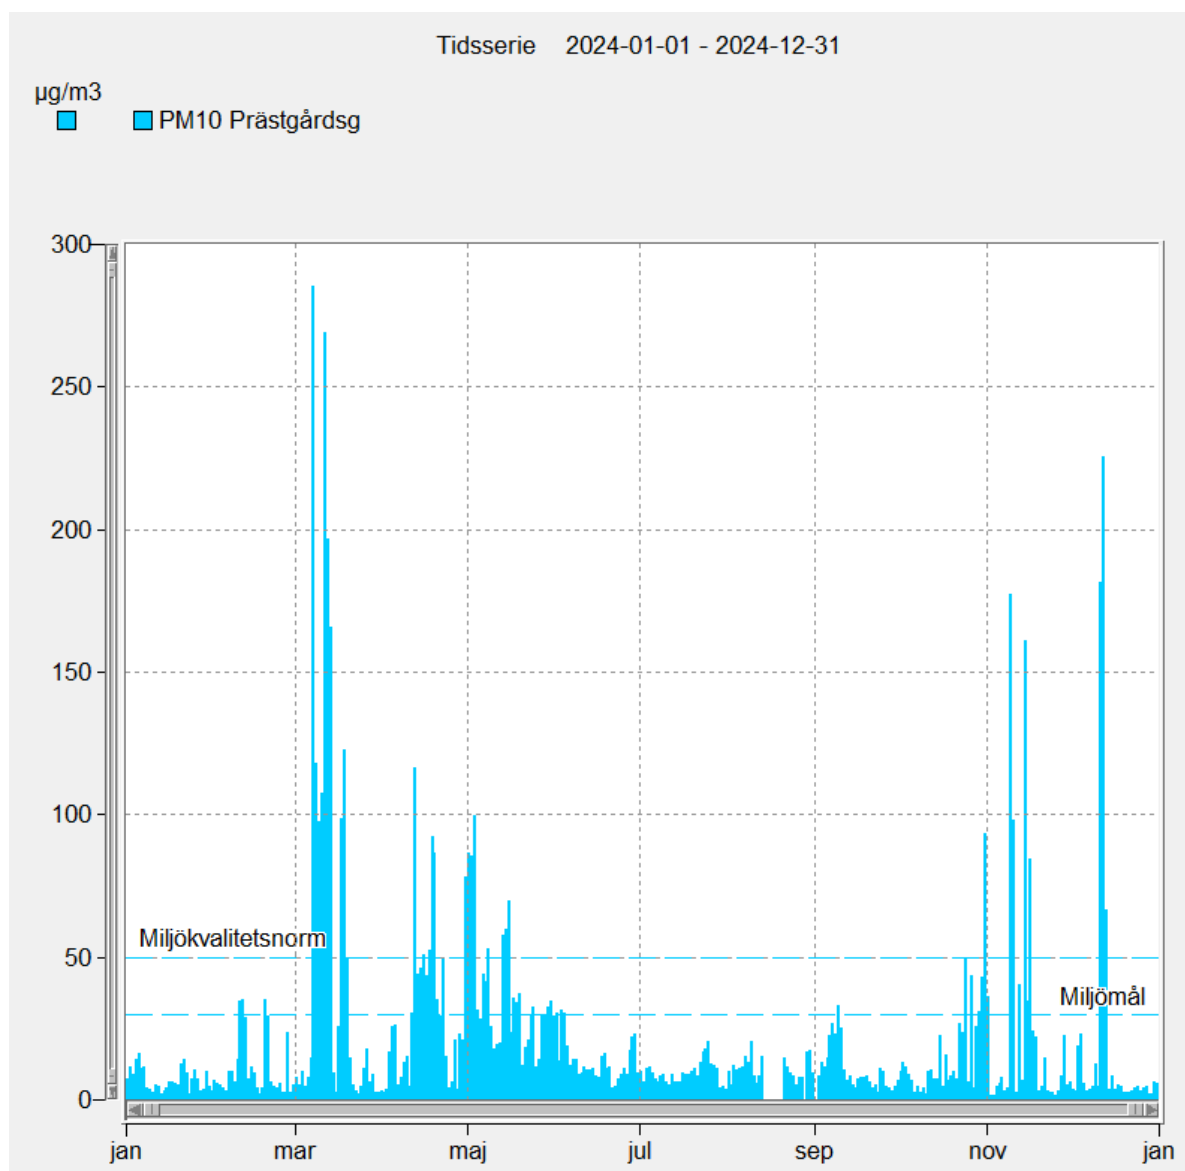 Tidsserie 2024-01-01 - 2024-12-31
µg/m3
PM10 Prästgårdsg
300
250
200
150
100
Miljökvalitetsnorm
50
Miljömål
0
jan mar maj jul sep nov jan